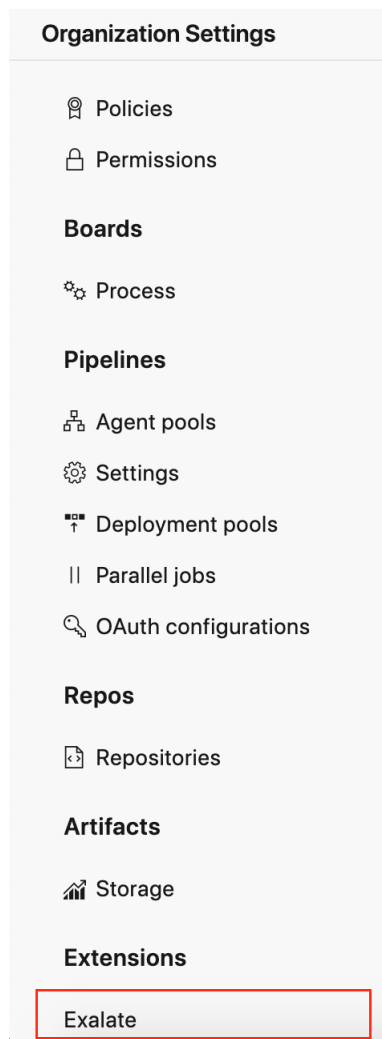 Organization Settings
Policies
Permissions
Boards
Process
Pipelines
Agent pools
Settings
Deployment pools
Parallel jobs
OAuth configurations
Repos
Repositories
Artifacts
Storage
Extensions
Exalate